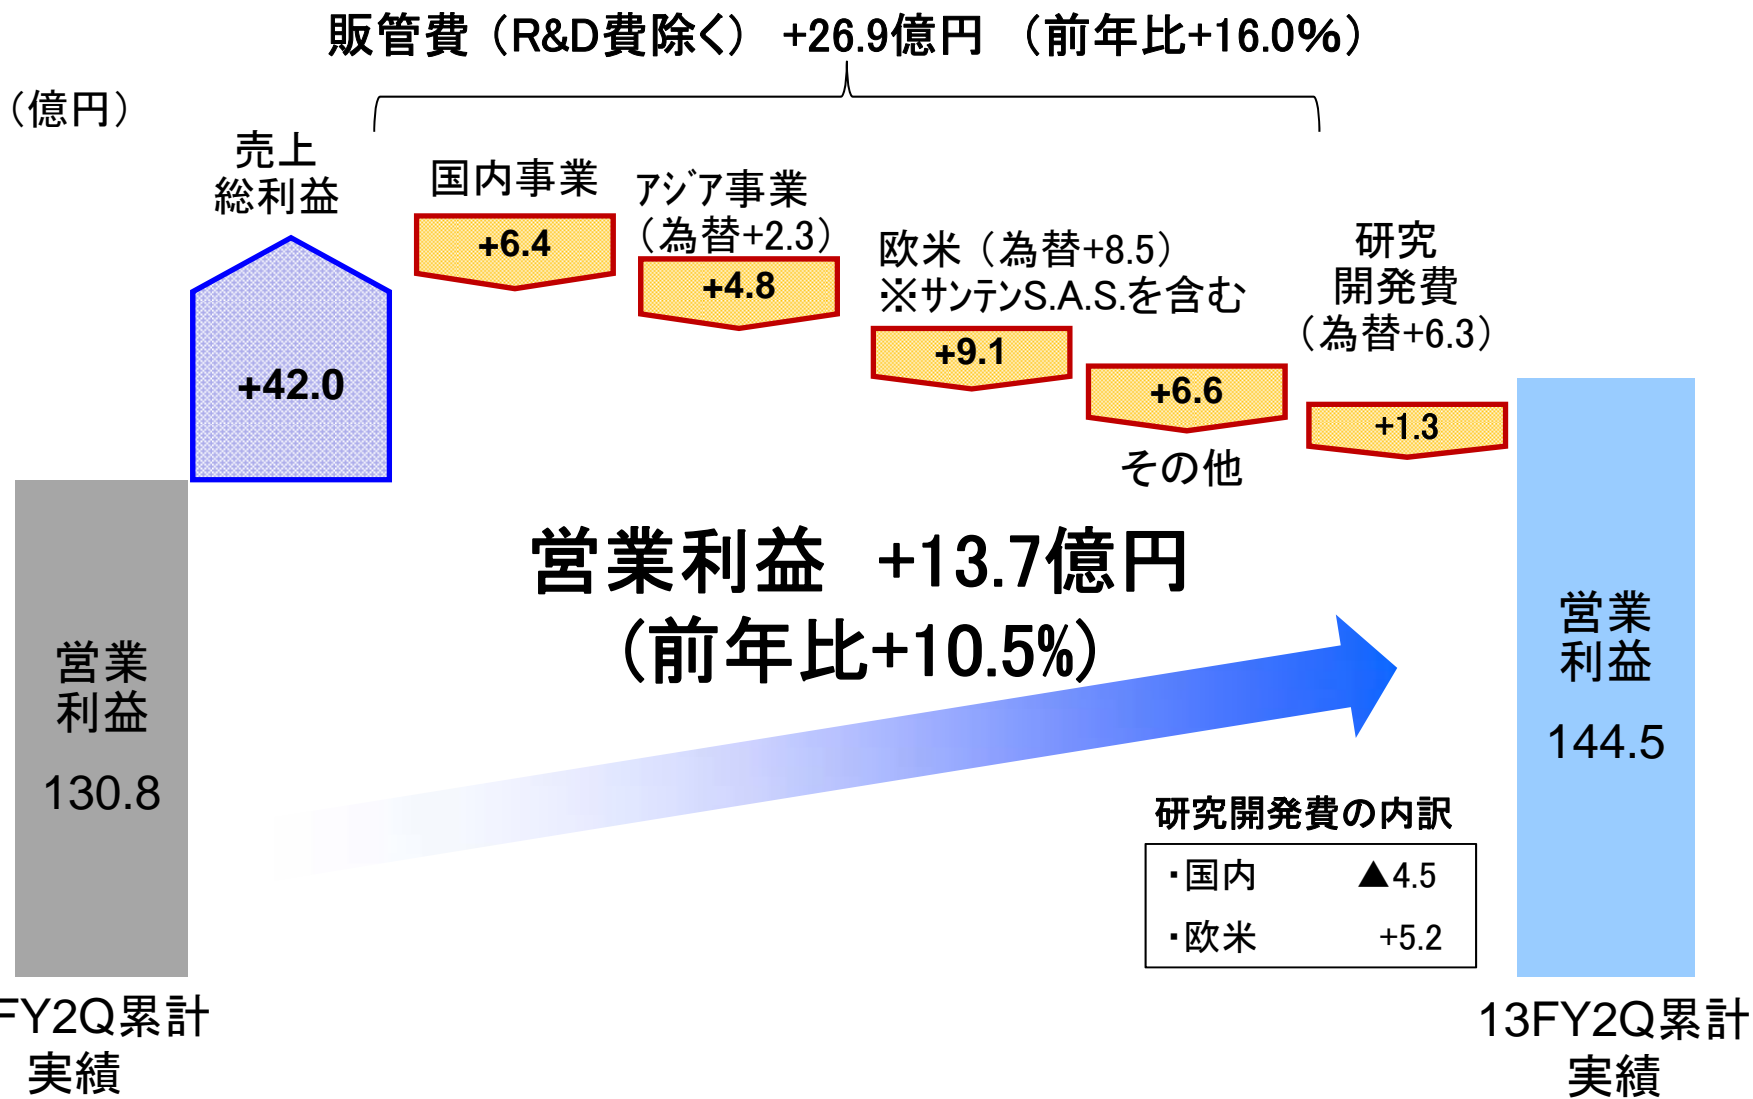 販管費（R&D費除く） +26.9億円 （前年比+16.0%）
（億円）
売上
総利益
+42.0
国内事業
+6.4
アジア事業
（為替+2.3）
+4.8
欧米（為替+8.5）
※サンテンS.A.S.を含む
+9.1
+6.6
その他
研究
開発費
（為替+6.3）
+1.3
営業利益 +13.7億円
（前年比+10.5%）
営業
利益
130.8
営業
利益
144.5
研究開発費の内訳
・国内 ▲4.5
・欧米 +5.2
FY2Q累計
実績
13FY2Q累計
実績